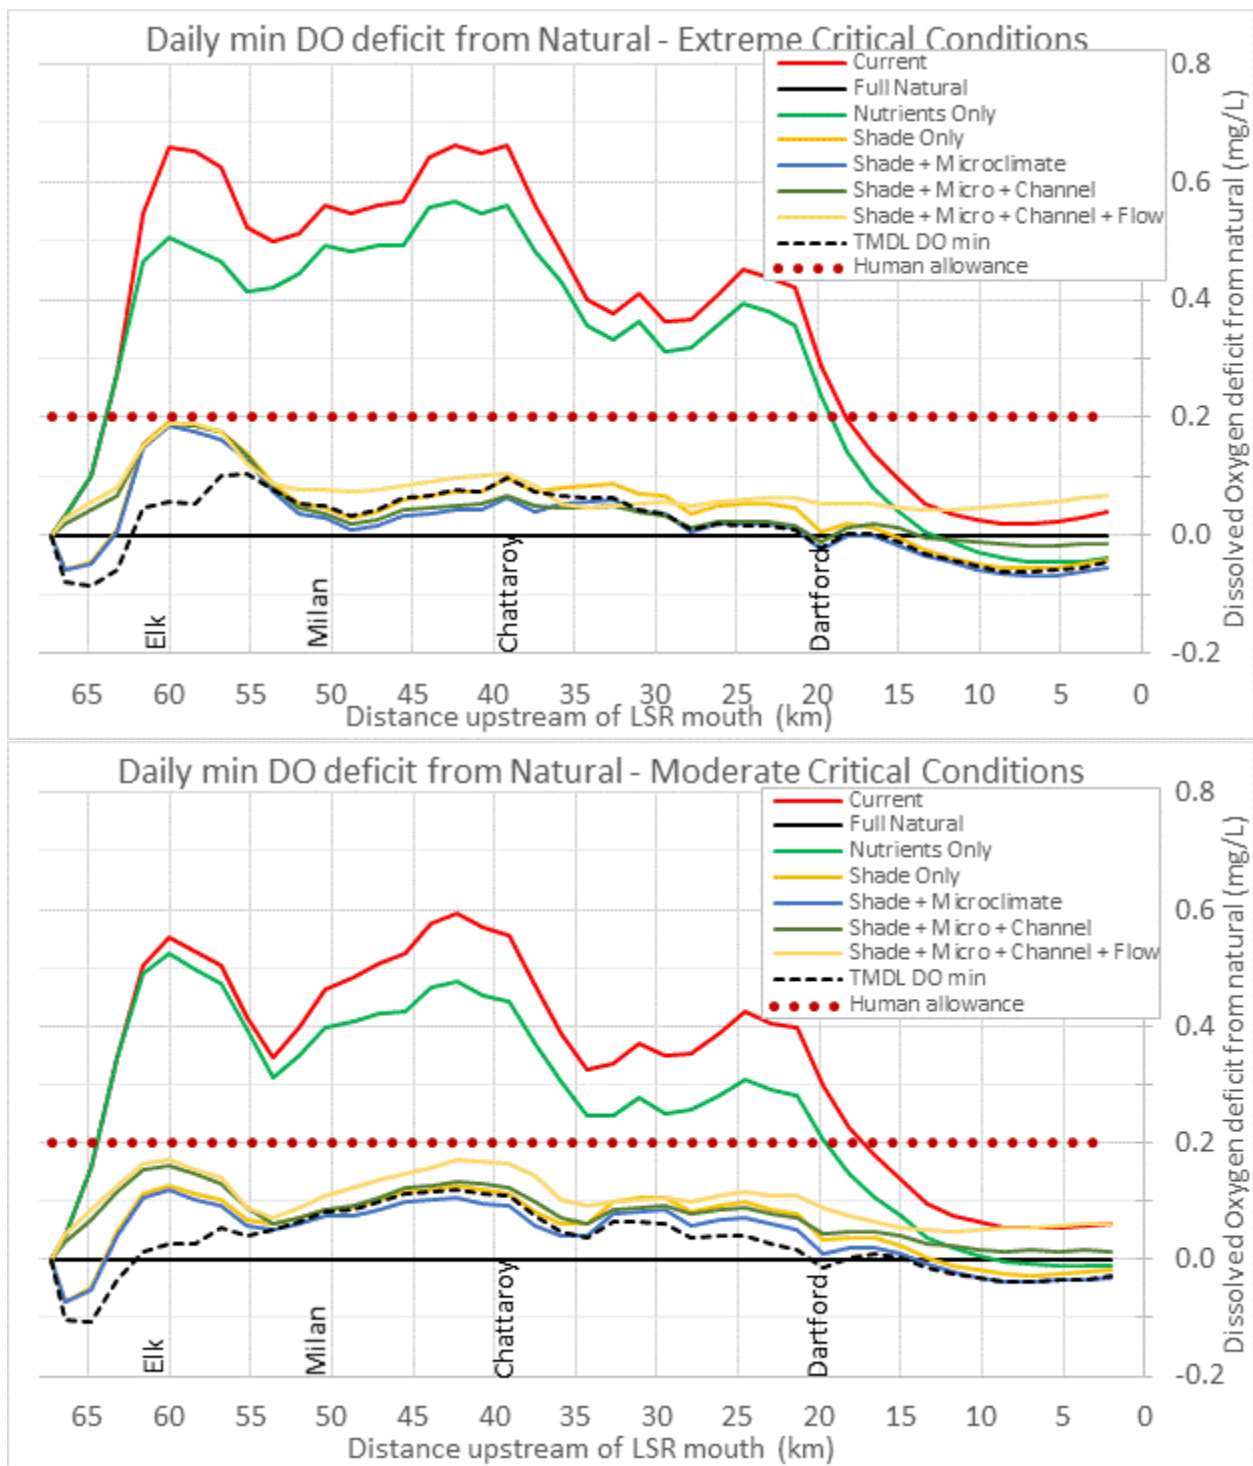 Daily min DO deficit from Natural - Extreme Critical Conditions
Current
Full Natural
Nutrients Only
Shade Only
Shade + Microclimate
Shade + Micro + Channel
Shade + Micro + Channel + Flow
TMDL DO min
Human allowance
0.8
0.6
0.4
0.2
0.0
-0.2
Dissolved Oxygen deficit from natural (mg/L)
Elk
Milan
Chattaroy
Dartford
65 60 55 50 45 40 35 30 25 20 15 10 5 0
Distance upstream of LSR mouth (km)
Daily min DO deficit from Natural - Moderate Critical Conditions
Current
Full Natural
Nutrients Only
Shade Only
Shade + Microclimate
Shade + Micro + Channel
Shade + Micro + Channel + Flow
TMDL DO min
Human allowance
0.8
0.6
0.4
0.2
0.0
-0.2
Dissolved Oxygen deficit from natural (mg/L)
Elk
Milan
Chattaroy
Dartford
65 60 55 50 45 40 35 30 25 20 15 10 5 0
Distance upstream of LSR mouth (km)